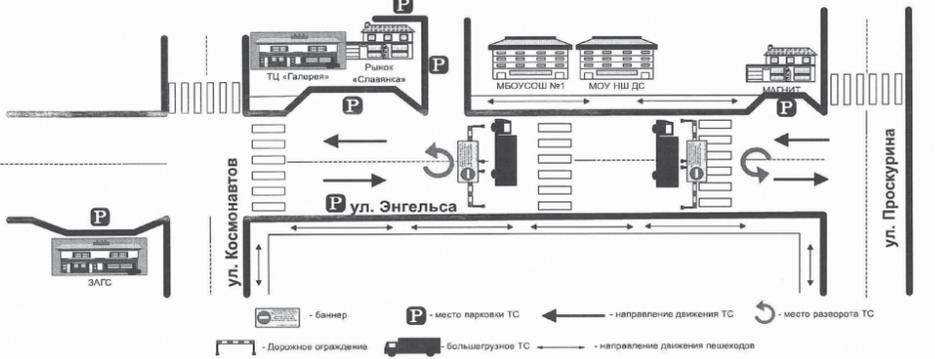 P
ТЦ «Галерея»
Рынок
«Славянка»
P
P
МБОУСОШ №1
МОУ НШ ДС
МАГНИТ
P
ул. Космонавтов
P ул. Энгельса
ул. Проскурина
P
ЗАГС
- баннер
P - место парковки ТС
- направление движения ТС
- место разворота ТС
- Дорожное ограждение
- большегрузное ТС
- направление движения пешеходов